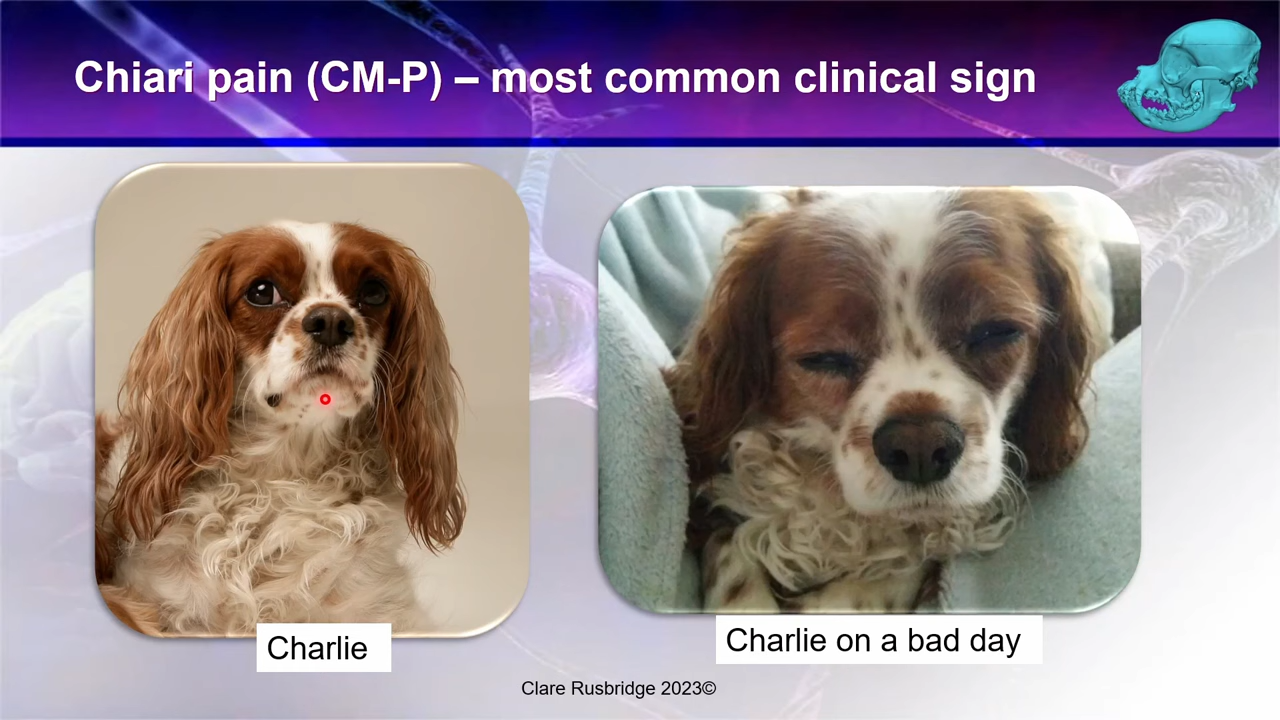 Chiari pain (CM-P) – most common clinical sign
Charlie
Charlie on a bad day
Clare Rusbridge 2023©